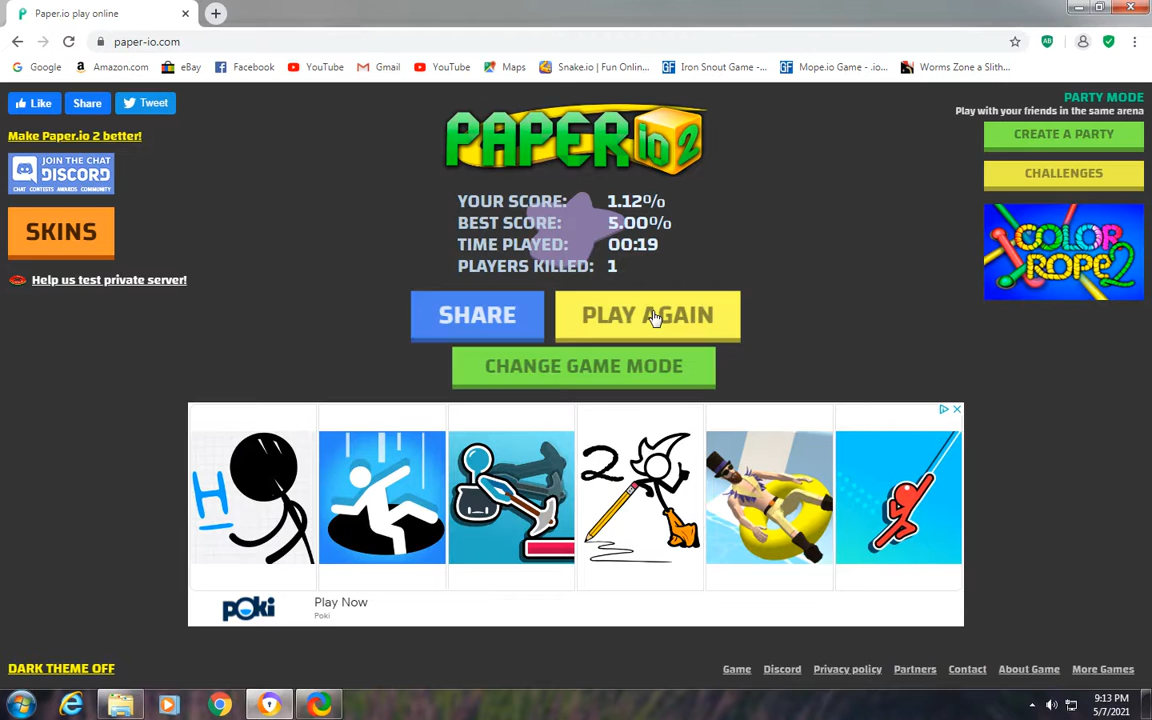 Paper.io play online
paper-io.com
Google
Amazon.com
eBay
Facebook
YouTube
Gmail
YouTube
Maps
Snake.io | Fun Onlin...
Iron Snout Game -...
Mope.io Game - .io...
Worms Zone a Slith...
Like
Share
Tweet
Make Paper.io 2 better!
JOIN THE CHAT
DISCORD
CHAT CONTESTS AWARDS COMMUNITY
SKINS
Help us test private server!
PAPER io 2
YOUR SCORE: 1.12%
BEST SCORE: 5.00%
TIME PLAYED: 00:19
PLAYERS KILLED: 1
SHARE
PLAY AGAIN
CHANGE GAME MODE
PARTY MODE
Play with your friends in the same arena
CREATE A PARTY
CHALLENGES
COLOR
ROPE 2
H
2
POKI
Play Now
Poki
DARK THEME OFF
Game
Discord
Privacy policy
Partners
Contact
About Game
More Games
9:13 PM
5/7/2021